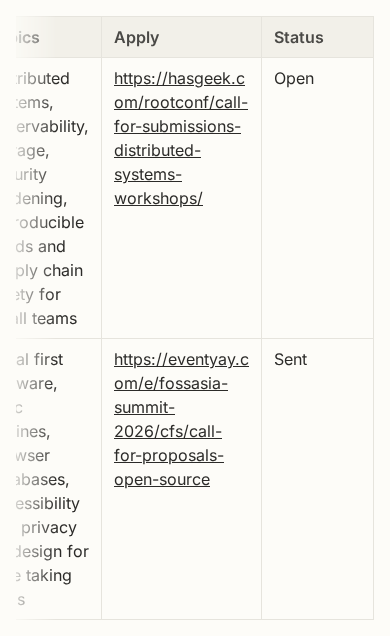 ics
Apply
Status
ributed
tems,
ervability,
age,
urity
dening,
roducible
ds and
ply chain
ety for
ll teams
https://hasgeek.c
om/rootconf/call-
for-submissions-
distributed-
systems-
workshops/
Open
al first
ware,
c
ines,
wser
abases,
essibility
privacy
design for
e taking
s
https://eventyay.c
om/e/fossasia-
summit-
2026/cfs/call-
for-proposals-
open-source
Sent